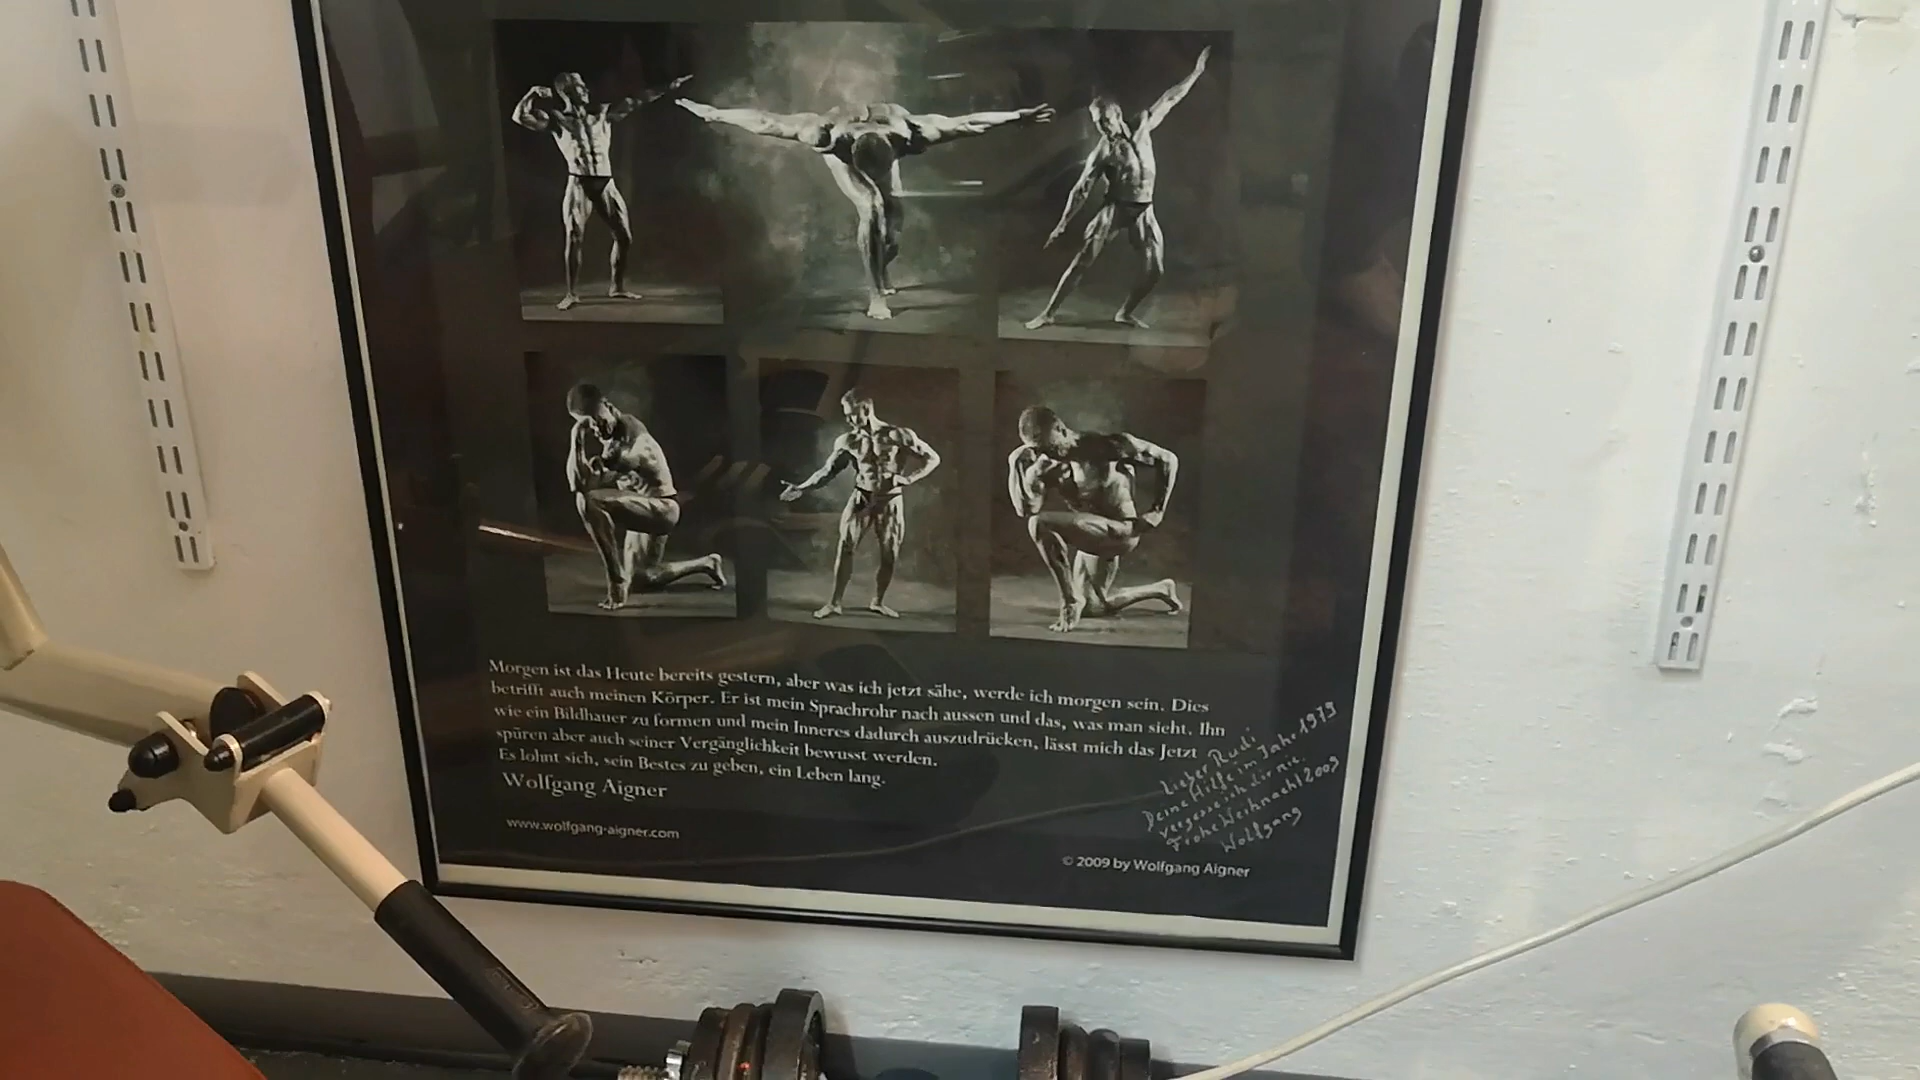 Morgen ist das Heute bereits gestern, aber was ich jetzt sähe, werde ich morgen sein. Dies
betrifft auch meinen Körper. Er ist mein Sprachrohr nach aussen und das, was man sieht. Ihn
wie ein Bildhauer zu formen und mein Inneres dadurch auszudrücken, lässt mich das Jetzt
spüren aber auch seiner Vergänglichkeit bewusst werden.
Es lohnt sich, sein Bestes zu geben, ein Leben lang.
Wolfgang Aigner
www.wolfgang-aigner.com
Lieber Rudi
Deine Hilfe im Jahr 1979
vergesse ich dir nie.
Frohe Weihnacht 2009
Wolfgang
© 2009 by Wolfgang Aigner